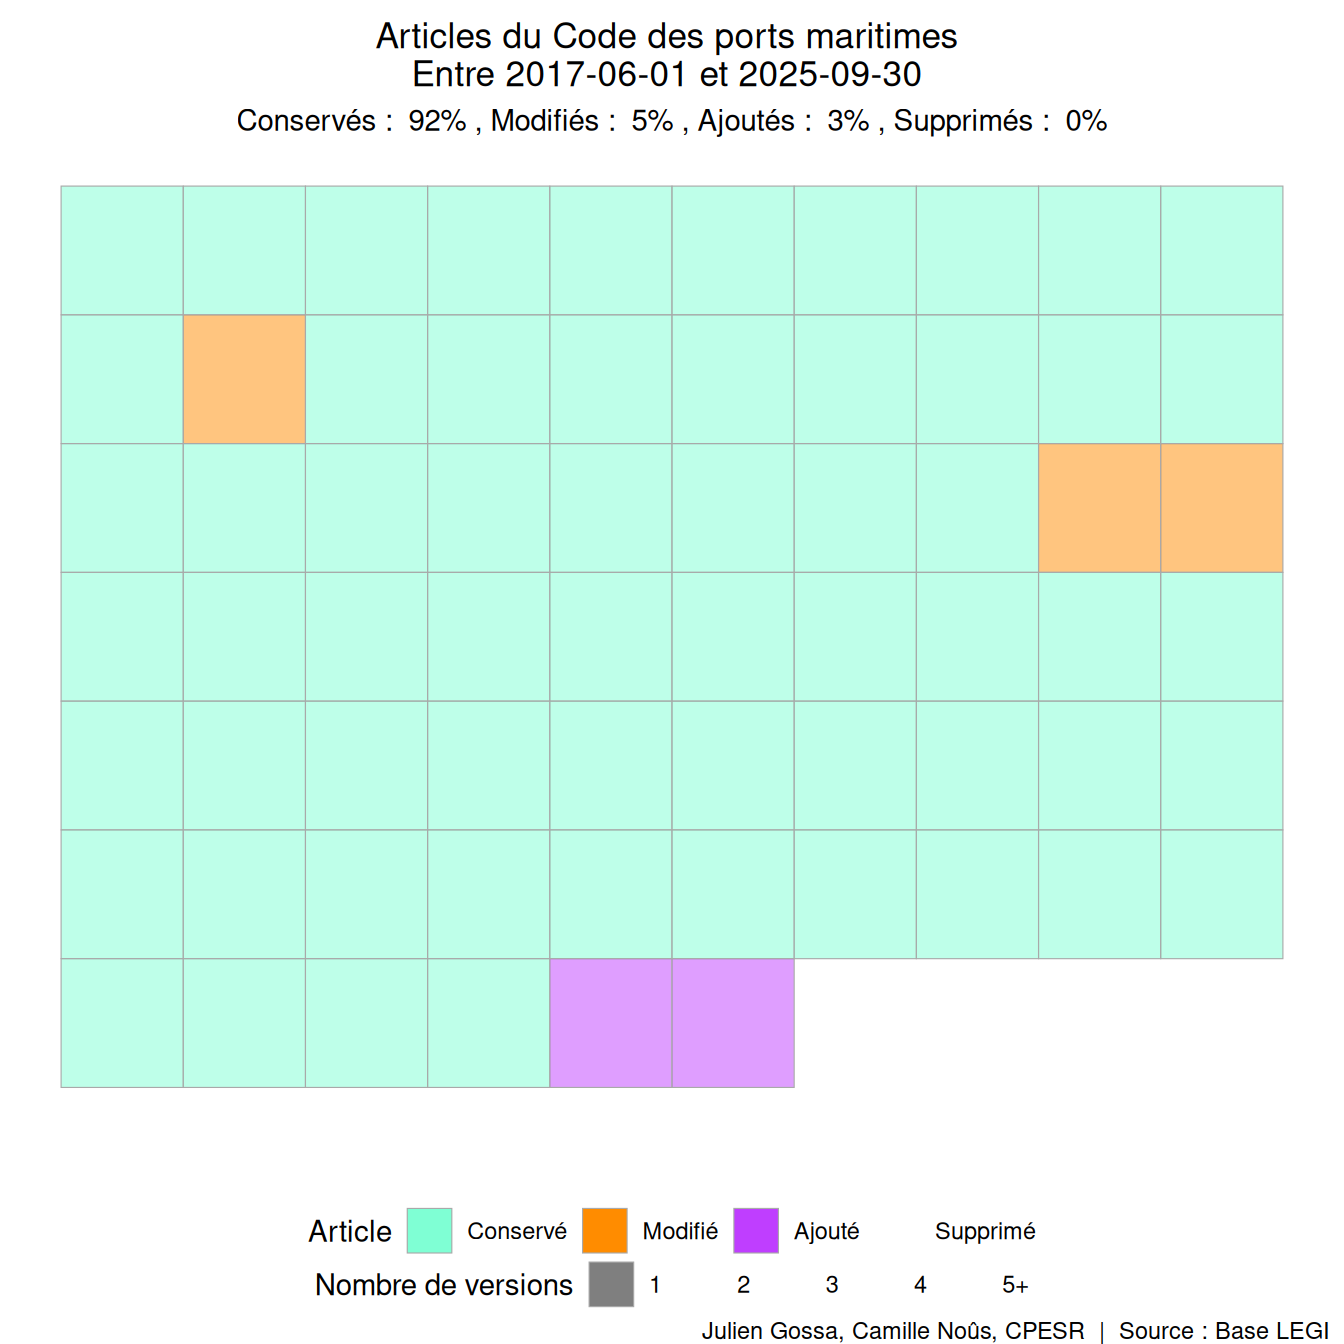 Articles du Code des ports maritimes
Entre 2017-06-01 et 2025-09-30
Conservés :  92% , Modifiés :  5% , Ajoutés :  3% , Supprimés :  0%
Article Conservé Modifié Ajouté Supprimé
Nombre de versions 1 2 3 4 5+
Julien Gossa, Camille Noûs, CPESR | Source : Base LEGI